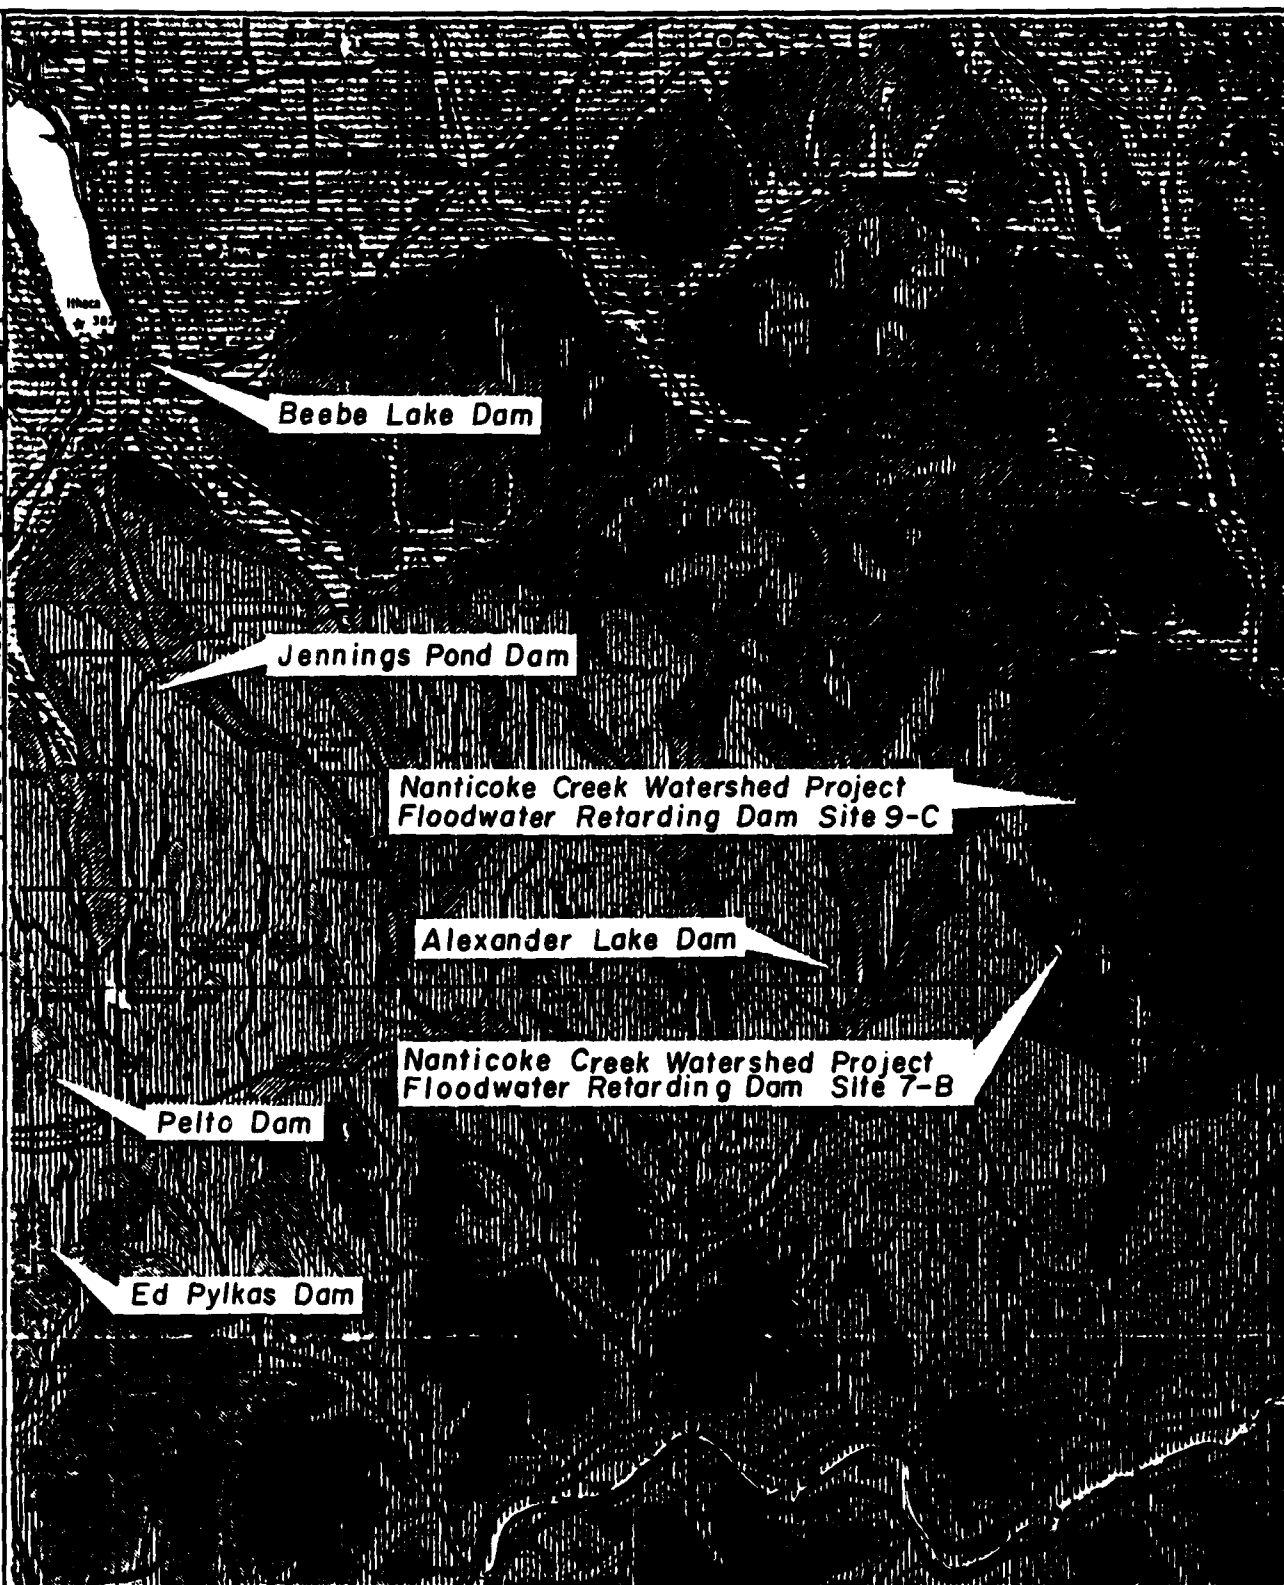 Ithaca
382
Beebe Lake Dam
Jennings Pond Dam
Nanticoke Creek Watershed Project
Floodwater Retarding Dam Site 9-C
Alexander Lake Dam
Nanticoke Creek Watershed Project
Floodwater Retarding Dam Site 7-B
Pelto Dam
Ed Pylkas Dam